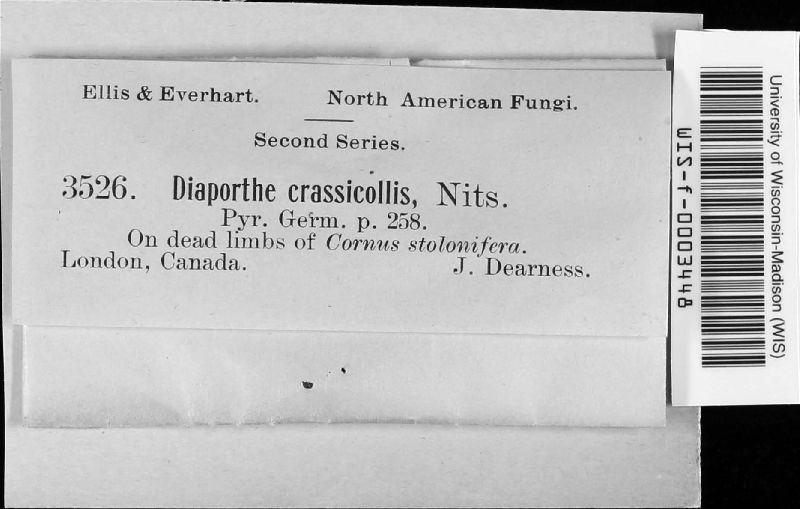 Ellis & Everhart. North American Fungi.
Second Series.
3526. Diaporthe crassicollis, Nits.
Pyr. Germ. p. 258.
On dead limbs of Cornus stolonifera.
London, Canada. J. Dearness.
University of Wisconsin-Madison (WIS)
WIS-f-0003448